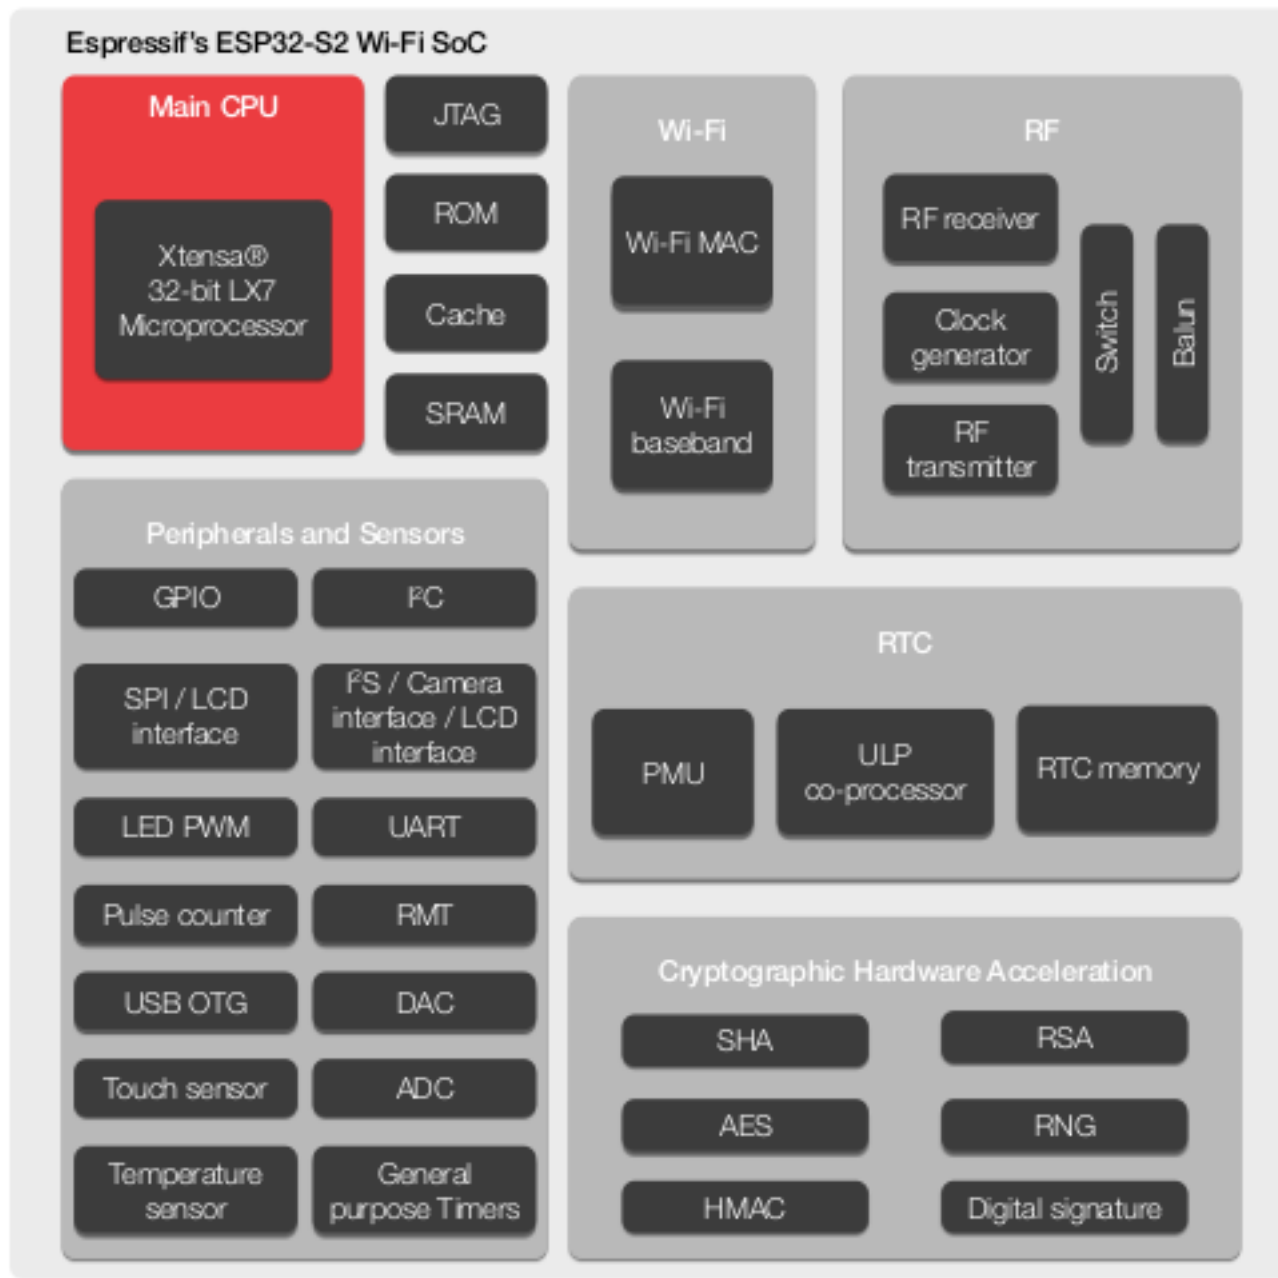 Espressif's ESP32-S2 Wi-Fi SoC
Main CPU
Xtensa®
32-bit LX7
Microprocessor
JTAG
ROM
Cache
SRAM
Wi-Fi
Wi-Fi MAC
Wi-Fi
baseband
RF
RF receiver
Clock
generator
RF
transmitter
Switch
Balun
Peripherals and Sensors
GPIO
I²C
SPI / LCD
interface
I²S / Camera
interface / LCD
interface
LED PWM
UART
Pulse counter
RMT
USB OTG
DAC
Touch sensor
ADC
Temperature
sensor
General
purpose Timers
RTC
PMU
ULP
co-processor
RTC memory
Cryptographic Hardware Acceleration
SHA
RSA
AES
RNG
HMAC
Digital signature